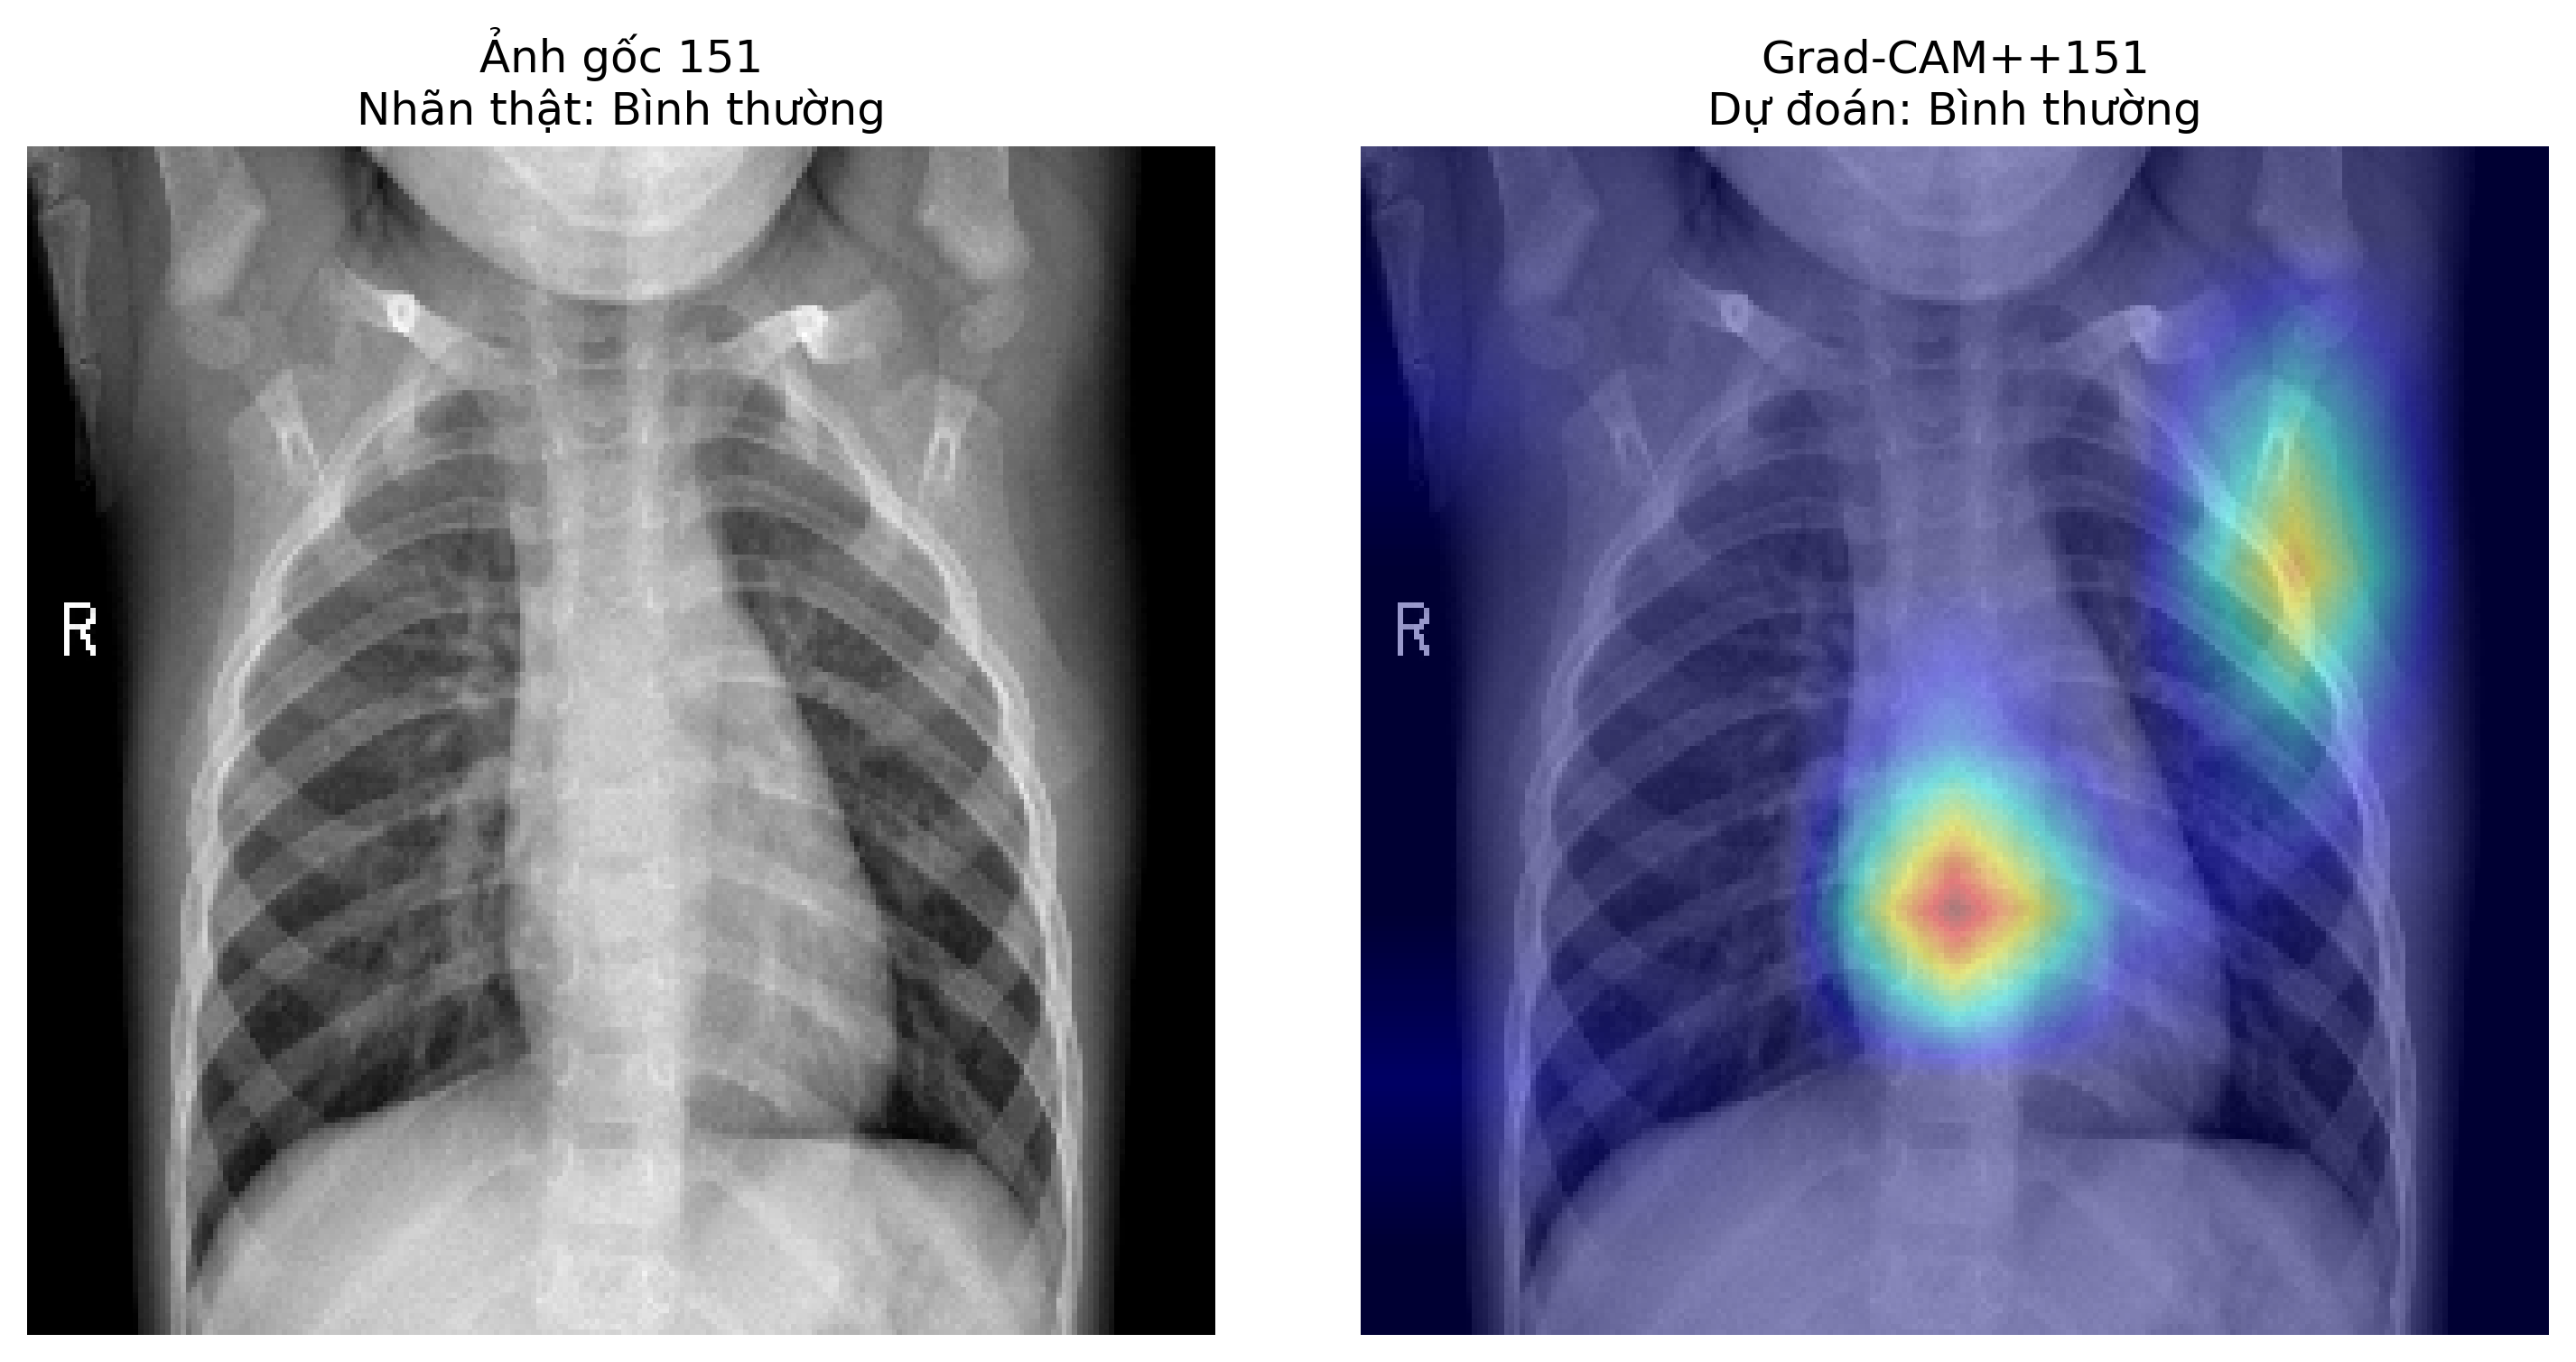 Ảnh gốc 151
Nhãn thật: Bình thường
Grad-CAM++151
Dự đoán: Bình thường
R
R